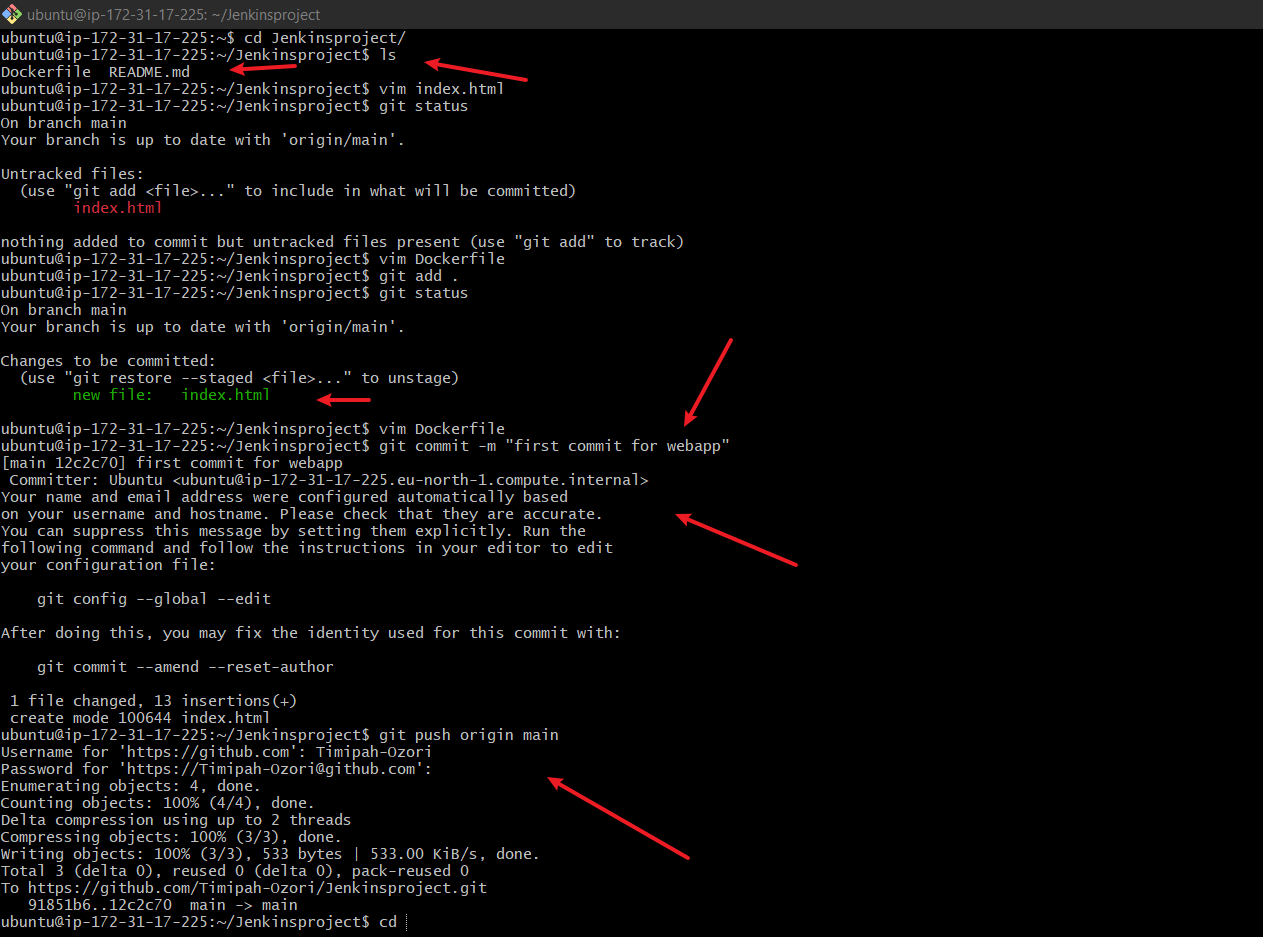 ubuntu@ip-172-31-17-225: ~/Jenkinsproject
ubuntu@ip-172-31-17-225:~$ cd Jenkinsproject/
ubuntu@ip-172-31-17-225:~/Jenkinsproject$ ls
Dockerfile  README.md
ubuntu@ip-172-31-17-225:~/Jenkinsproject$ vim index.html
ubuntu@ip-172-31-17-225:~/Jenkinsproject$ git status
On branch main
Your branch is up to date with 'origin/main'.
Untracked files:
  (use "git add <file>..." to include in what will be committed)
        index.html
nothing added to commit but untracked files present (use "git add" to track)
ubuntu@ip-172-31-17-225:~/Jenkinsproject$ vim Dockerfile
ubuntu@ip-172-31-17-225:~/Jenkinsproject$ git add .
ubuntu@ip-172-31-17-225:~/Jenkinsproject$ git status
On branch main
Your branch is up to date with 'origin/main'.
Changes to be committed:
  (use "git restore --staged <file>..." to unstage)
        new file:   index.html
ubuntu@ip-172-31-17-225:~/Jenkinsproject$ vim Dockerfile
ubuntu@ip-172-31-17-225:~/Jenkinsproject$ git commit -m "first commit for webapp"
[main 12c2c70] first commit for webapp
 Committer: Ubuntu <ubuntu@ip-172-31-17-225.eu-north-1.compute.internal>
Your name and email address were configured automatically based
on your username and hostname. Please check that they are accurate.
You can suppress this message by setting them explicitly. Run the
following command and follow the instructions in your editor to edit
your configuration file:
    git config --global --edit
After doing this, you may fix the identity used for this commit with:
    git commit --amend --reset-author
 1 file changed, 13 insertions(+)
 create mode 100644 index.html
ubuntu@ip-172-31-17-225:~/Jenkinsproject$ git push origin main
Username for 'https://github.com': Timipah-Ozori
Password for 'https://Timipah-Ozori@github.com':
Enumerating objects: 4, done.
Counting objects: 100% (4/4), done.
Delta compression using up to 2 threads
Compressing objects: 100% (3/3), done.
Writing objects: 100% (3/3), 533 bytes | 533.00 KiB/s, done.
Total 3 (delta 0), reused 0 (delta 0), pack-reused 0
To https://github.com/Timipah-Ozori/Jenkinsproject.git
   91851b6..12c2c70  main -> main
ubuntu@ip-172-31-17-225:~/Jenkinsproject$ cd